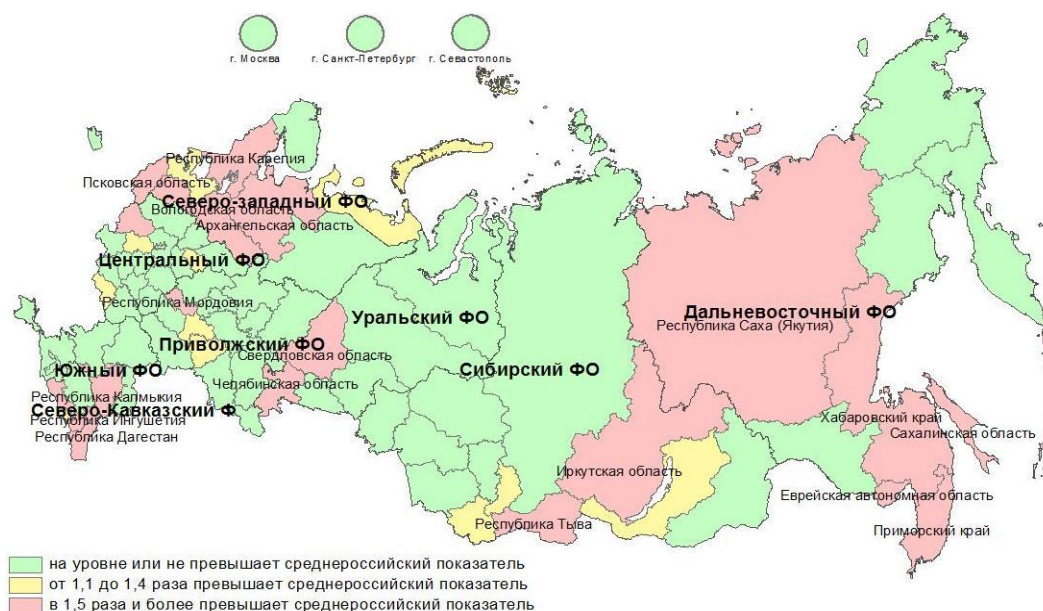 г. Москва
г. Санкт-Петербург
г. Севастополь
Республика Карелия
Псковская область
Северо-западный ФО
Вологодская область
Архангельская область
Центральный ФО
Республика Мордовия
Уральский ФО
Дальневосточный ФО
Республика Саха (Якутия)
Приволжский ФО
Свердловская область
Сибирский ФО
Южный ФО
Челябинская область
Республика Калмыкия
Северо-Кавказский Ф
Республика Ингушетия
Республика Дагестан
Хабаровский край
Сахалинская область
Иркутская область
Еврейская автономная область
Республика Тыва
Приморский край
на уровне или не превышает среднероссийский показатель
от 1,1 до 1,4 раза превышает среднероссийский показатель
в 1,5 раза и более превышает среднероссийский показатель